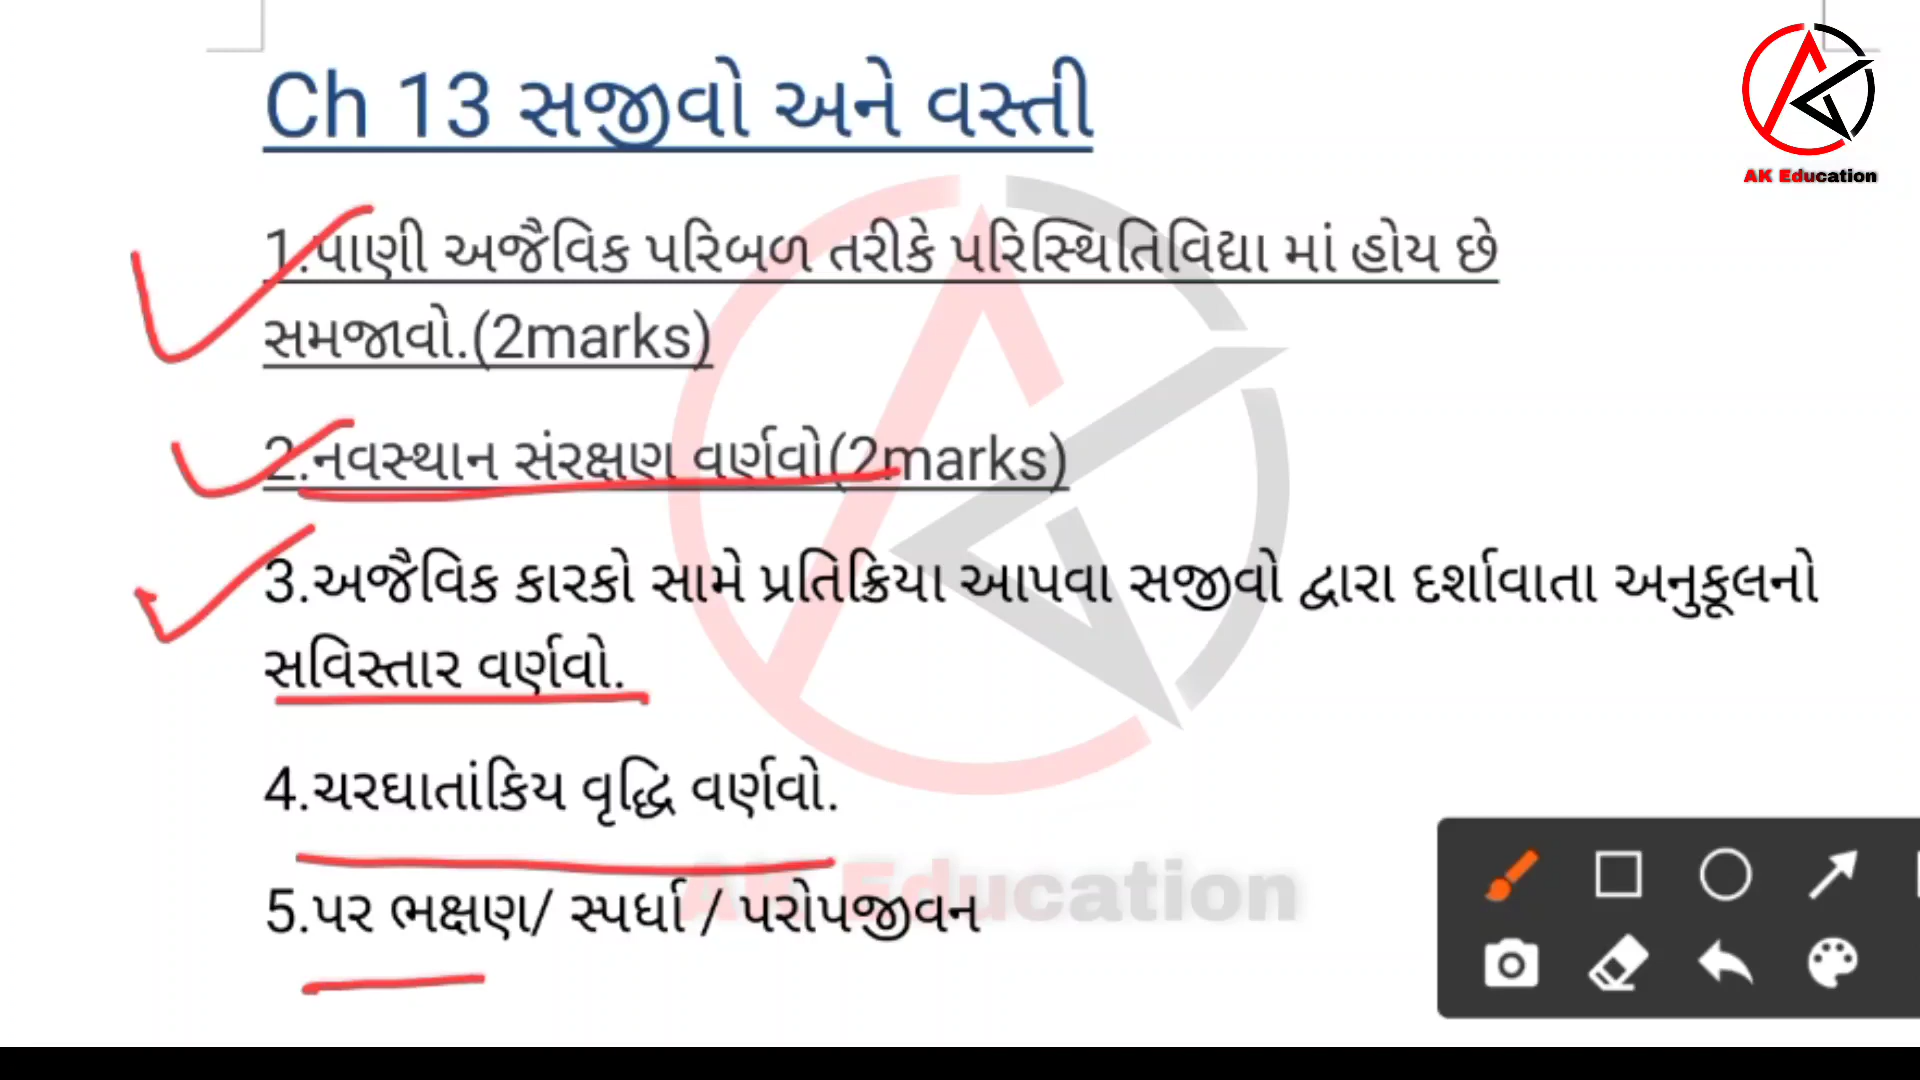 AK Education
Ch 13 સજીવો અને વસ્તી
1.પાણી અજૈવિક પરિબળ તરીકે પરિસ્થિતિવિદ્યા માં હોય છે
સમજાવો.(2marks)
2.નવસ્થાન સંરક્ષણ વર્ણવો(2marks)
3.અજૈવિક કારકો સામે પ્રતિક્રિયા આપવા સજીવો દ્વારા દર્શાવાતા અનુકૂલનો
સવિસ્તાર વર્ણવો.
4.ચરઘાતાંકિય વૃદ્ધિ વર્ણવો.
AK Education
5.પર ભક્ષણ/ સ્પર્ધા / પરોપજીવન